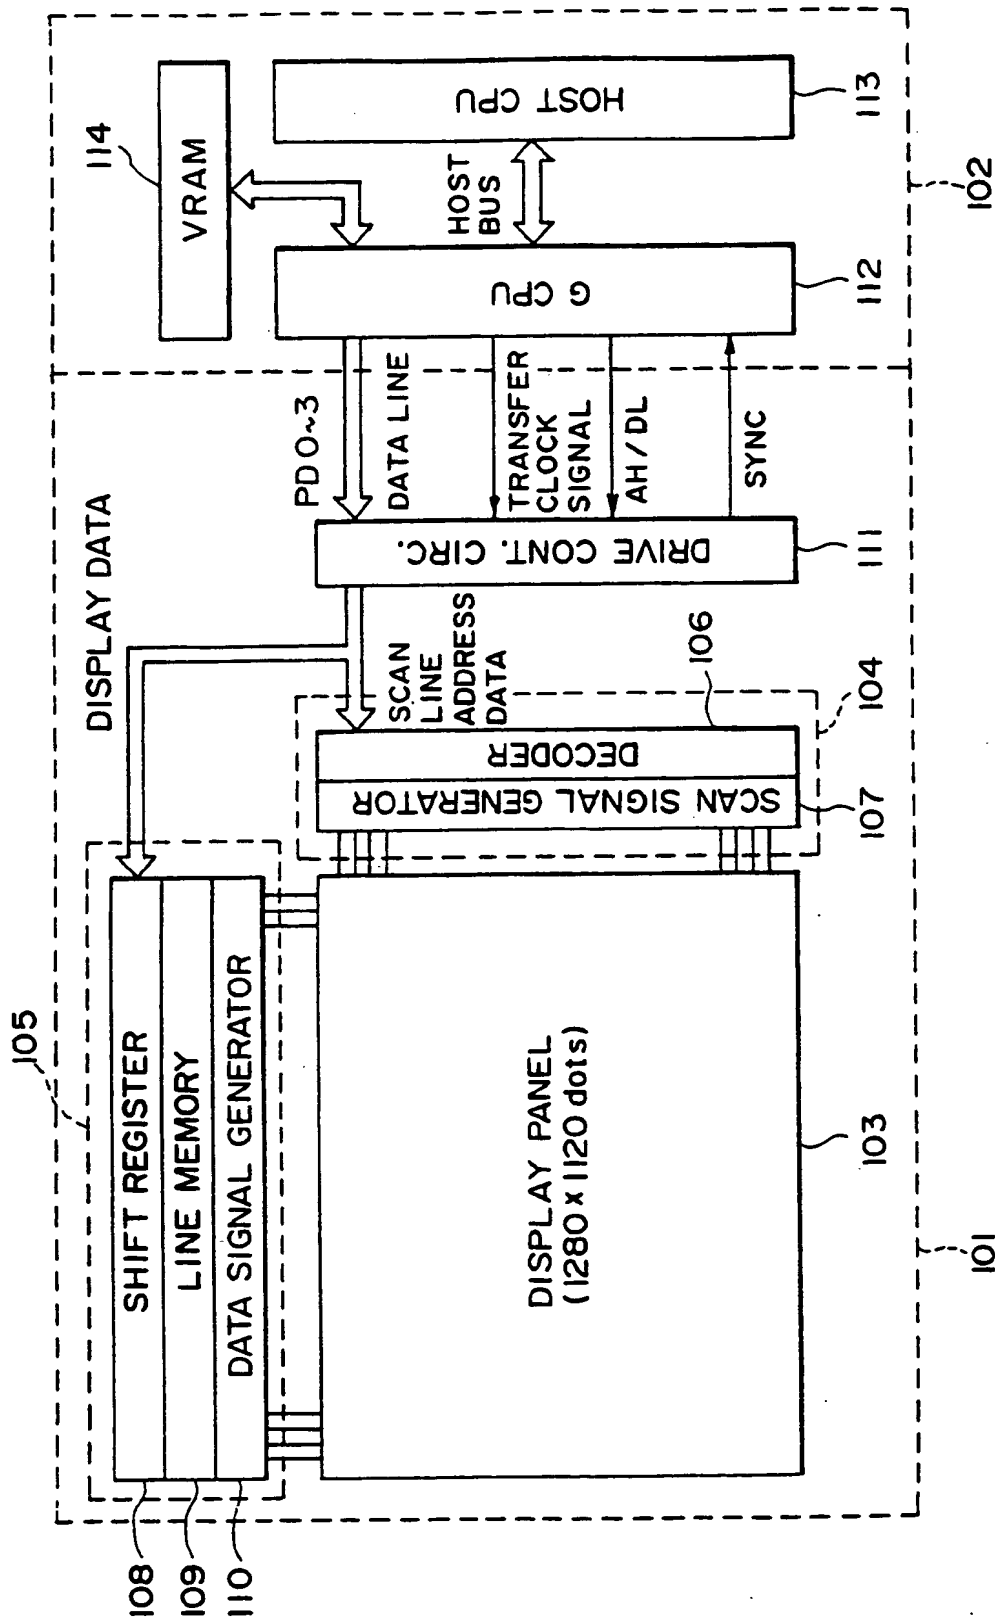 105
108
109
110
SHIFT REGISTER
LINE MEMORY
DATA SIGNAL GENERATOR
DISPLAY DATA
DISPLAY PANEL
(1280 x 1120 dots)
103
101
SCAN SIGNAL GENERATOR
107
DECODER
106
104
SCAN
LINE
ADDRESS
DATA
DRIVE CONT. CIRC.
111
PD0~3
DATA LINE
TRANSFER
CLOCK
SIGNAL
AH/DL
SYNC
G CPU
112
HOST
BUS
VRAM
114
HOST CPU
113
102